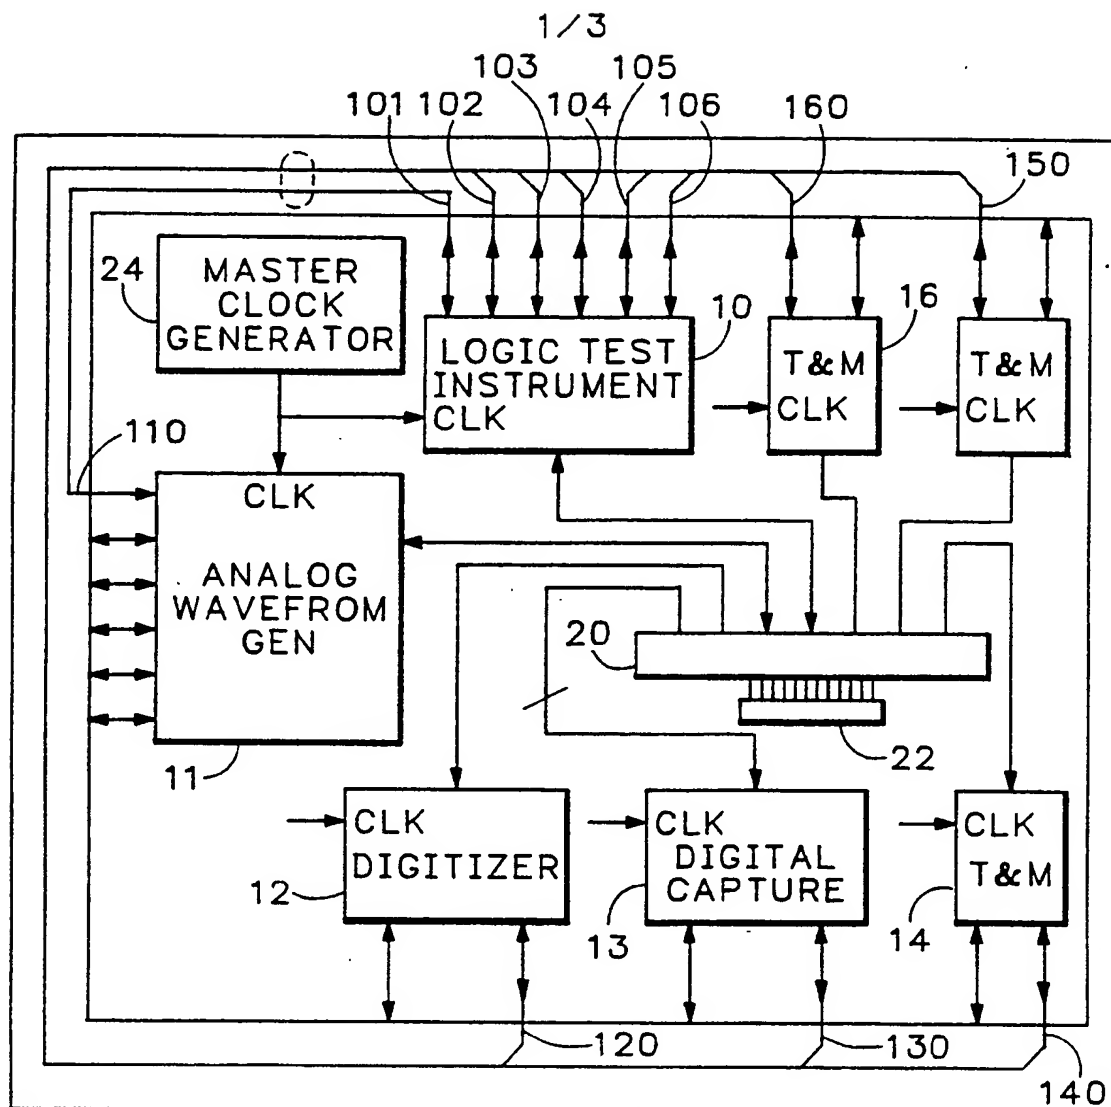 1/3
103
105
101
102
104
106
160
150
24
MASTER
CLOCK
GENERATOR
10
16
LOGIC TEST
INSTRUMENT
CLK
T&M
CLK
T&M
CLK
110
CLK
ANALOG
WAVEFROM
GEN
20
11
22
CLK
DIGITIZER
CLK
DIGITAL
CAPTURE
CLK
T&M
12
13
14
120
130
140